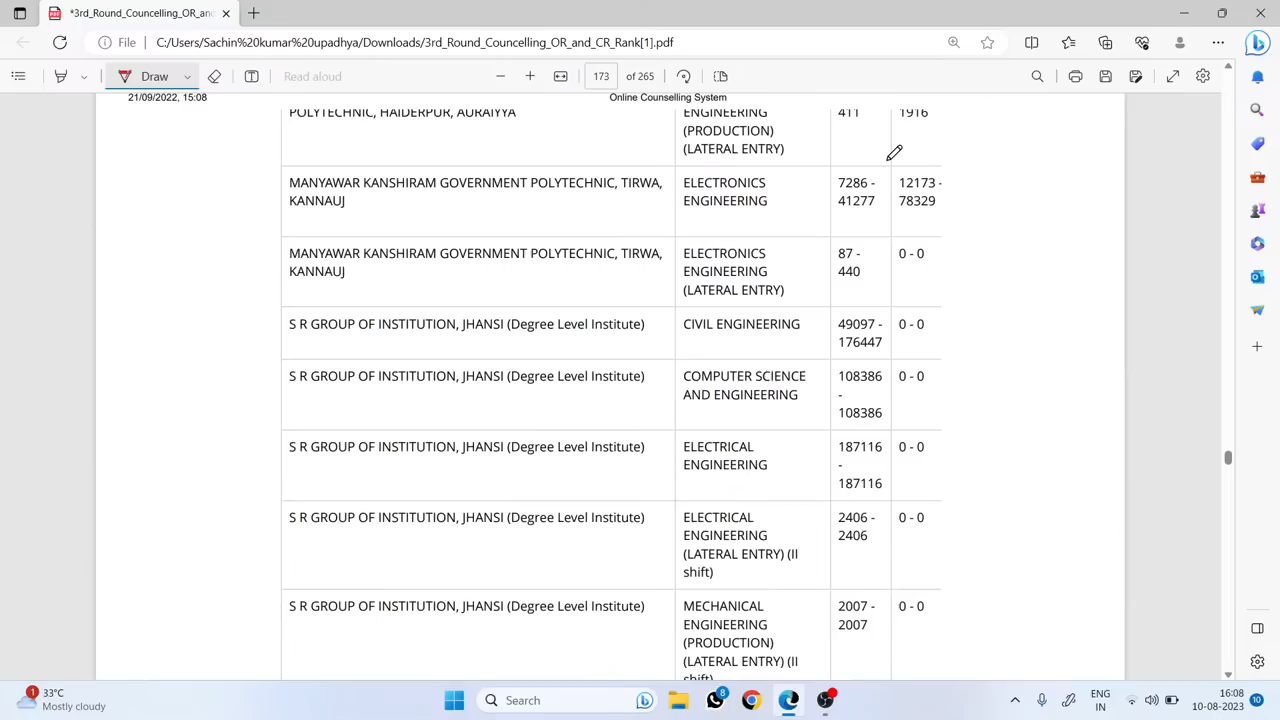 *3rd_Round_Councelling_OR_and
File
C:/Users/Sachin%20kumar%20upadhya/Downloads/3rd_Round_Councelling_OR_and_CR_Rank[1].pdf
Draw
Read aloud
173
of 265
21/09/2022, 15:08
Online Counselling System
POLYTECHNIC, HAIDERPUR, AURAIYYA
ENGINEERING
(PRODUCTION)
(LATERAL ENTRY)
411
1916
MANYAWAR KANSHIRAM GOVERNMENT POLYTECHNIC, TIRWA,
KANNAUJ
ELECTRONICS
ENGINEERING
7286 -
41277
12173 -
78329
MANYAWAR KANSHIRAM GOVERNMENT POLYTECHNIC, TIRWA,
KANNAUJ
ELECTRONICS
ENGINEERING
(LATERAL ENTRY)
87 -
440
0 - 0
S R GROUP OF INSTITUTION, JHANSI (Degree Level Institute)
CIVIL ENGINEERING
49097 -
176447
0 - 0
S R GROUP OF INSTITUTION, JHANSI (Degree Level Institute)
COMPUTER SCIENCE
AND ENGINEERING
108386
-
108386
0 - 0
S R GROUP OF INSTITUTION, JHANSI (Degree Level Institute)
ELECTRICAL
ENGINEERING
187116
-
187116
0 - 0
S R GROUP OF INSTITUTION, JHANSI (Degree Level Institute)
ELECTRICAL
ENGINEERING
(LATERAL ENTRY) (II
shift)
2406 -
2406
0 - 0
S R GROUP OF INSTITUTION, JHANSI (Degree Level Institute)
MECHANICAL
ENGINEERING
(PRODUCTION)
(LATERAL ENTRY) (II
shift)
2007 -
2007
0 - 0
1
33°C
Mostly cloudy
Search
8
ENG
IN
16:08
10-08-2023
10